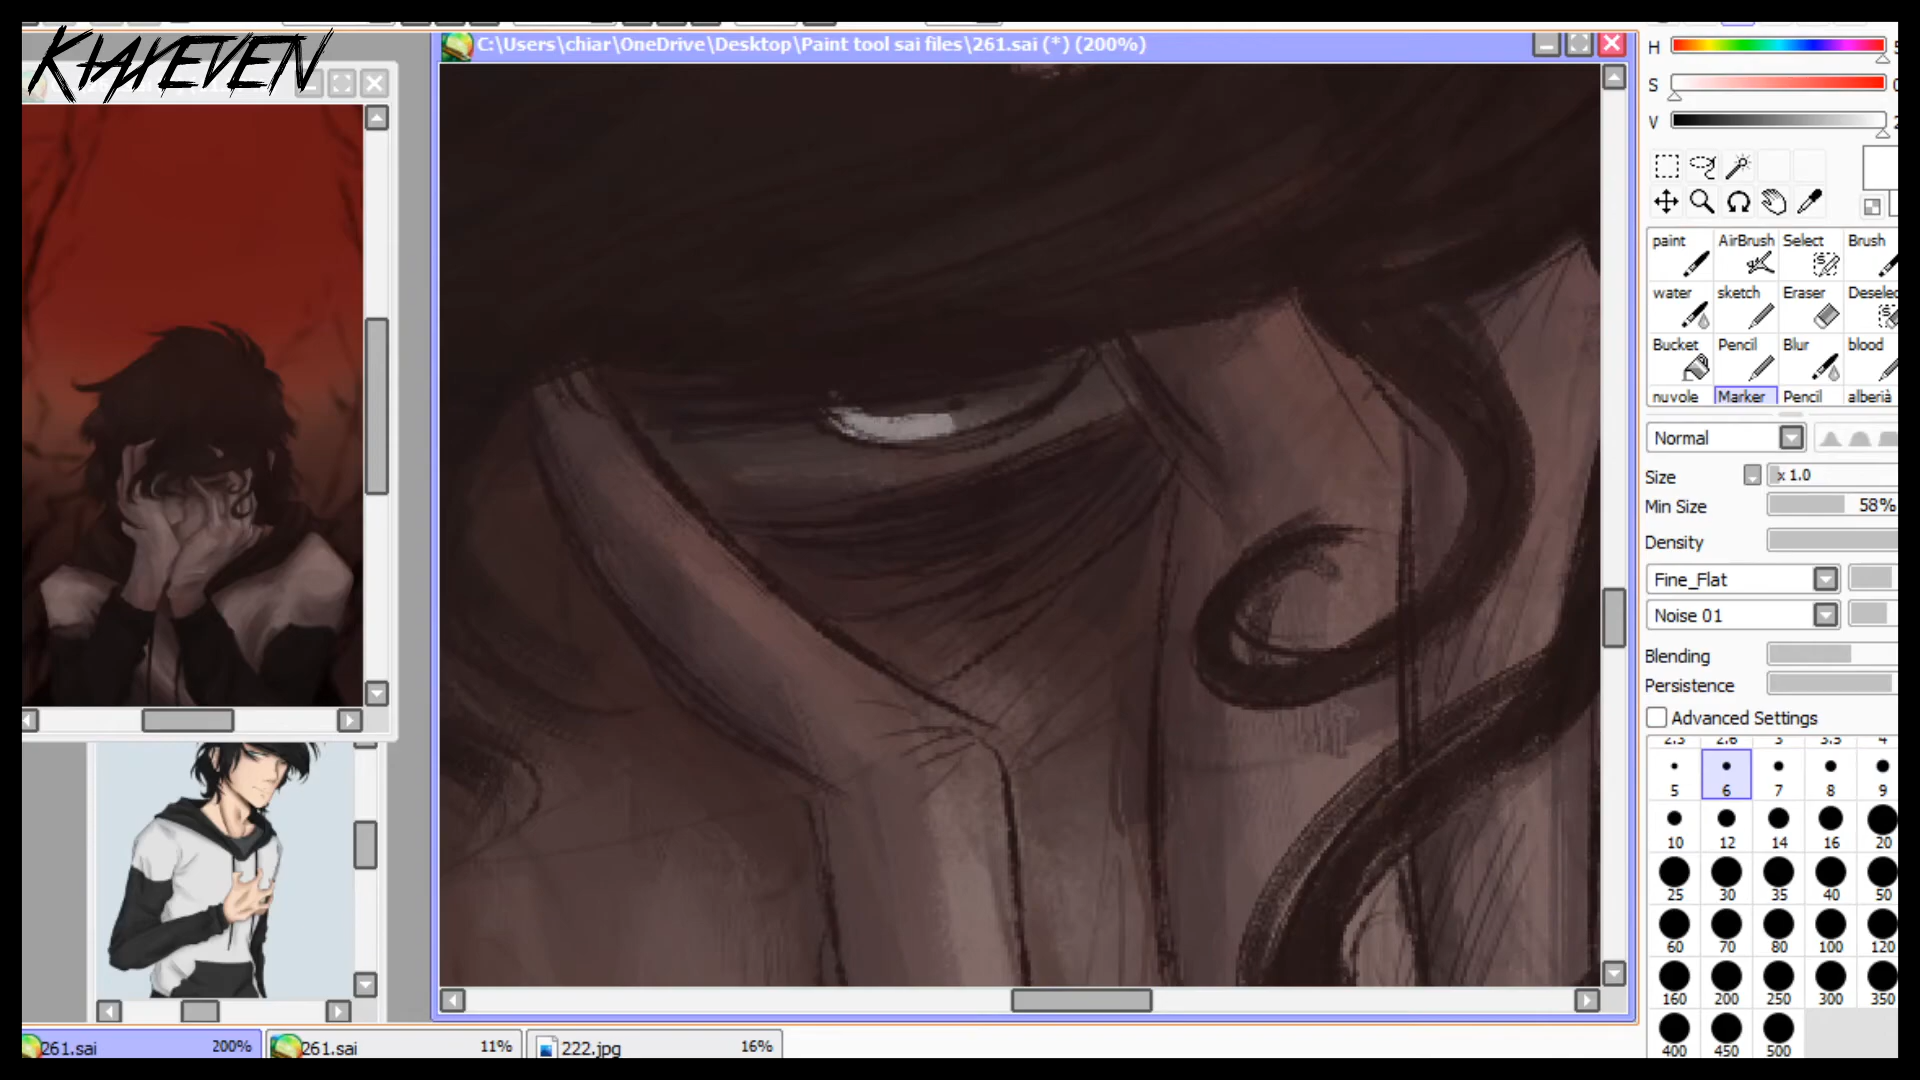 KIAYEVEN
C:\Users\chiar\OneDrive\Desktop\Paint tool sai files\261.sai (*) (200%)
H
S
V
paint AirBrush Select Brush
water sketch Eraser
Bucket Pencil Blur blood
nuvole Marker Pencil alberià
Normal
Size x 1.0
Min Size 58%
Density
Fine_Flat
Noise 01
Blending
Persistence
Advanced Settings
2.3 2.6 3 3.5 4
5 6 7 8 9
10 12 14 16 20
25 30 35 40 50
60 70 80 100 120
160 200 250 300 350
400 450 500
261.sai 200% 261.sai 11% 222.jpg 16%